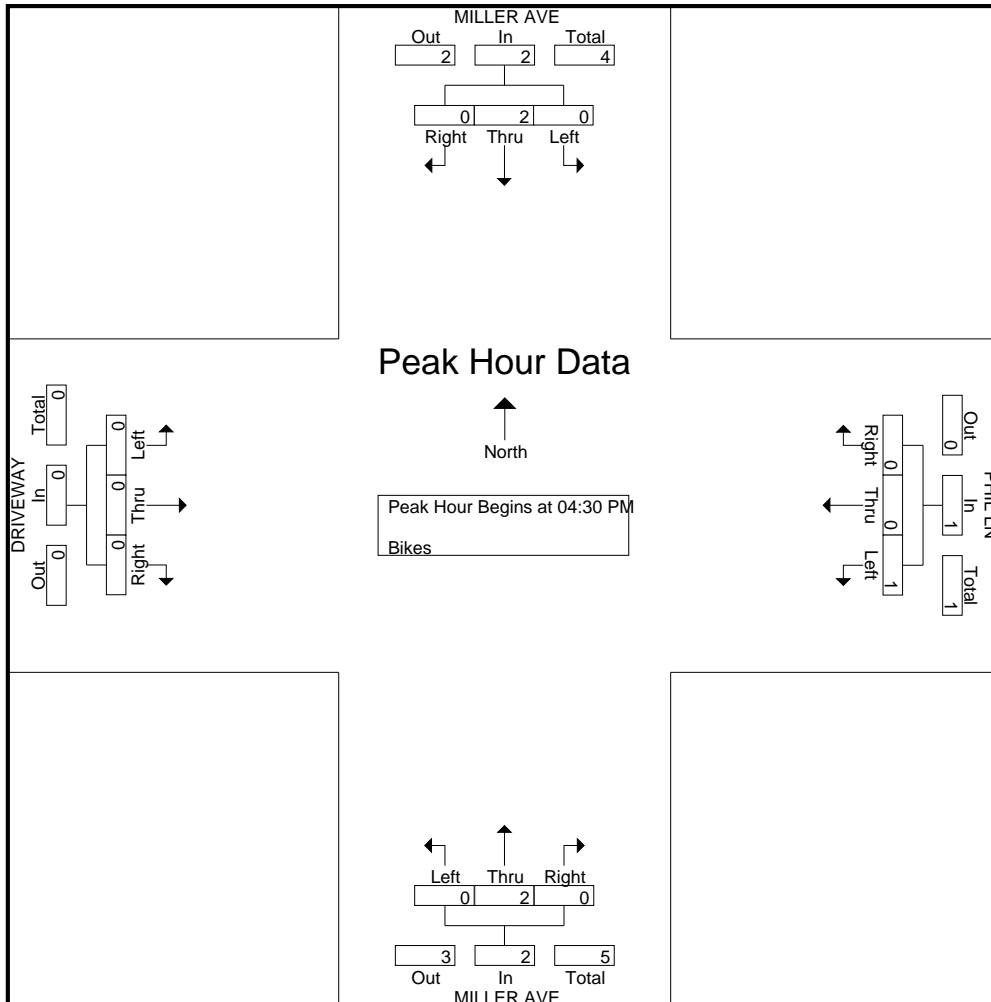 MILLER AVE
Out In Total
2 2 4
0 2 0
Right Thru Left
Peak Hour Data
North
Peak Hour Begins at 04:30 PM
Bikes
DRIVEWAY
Out In Total
0 0 0
0 0 0
Right Thru Left
Out In Total
0 1 1
0 0 1
Right Thru Left
Left Thru Right
0 2 0
3 2 5
Out In Total
MILLER AVE